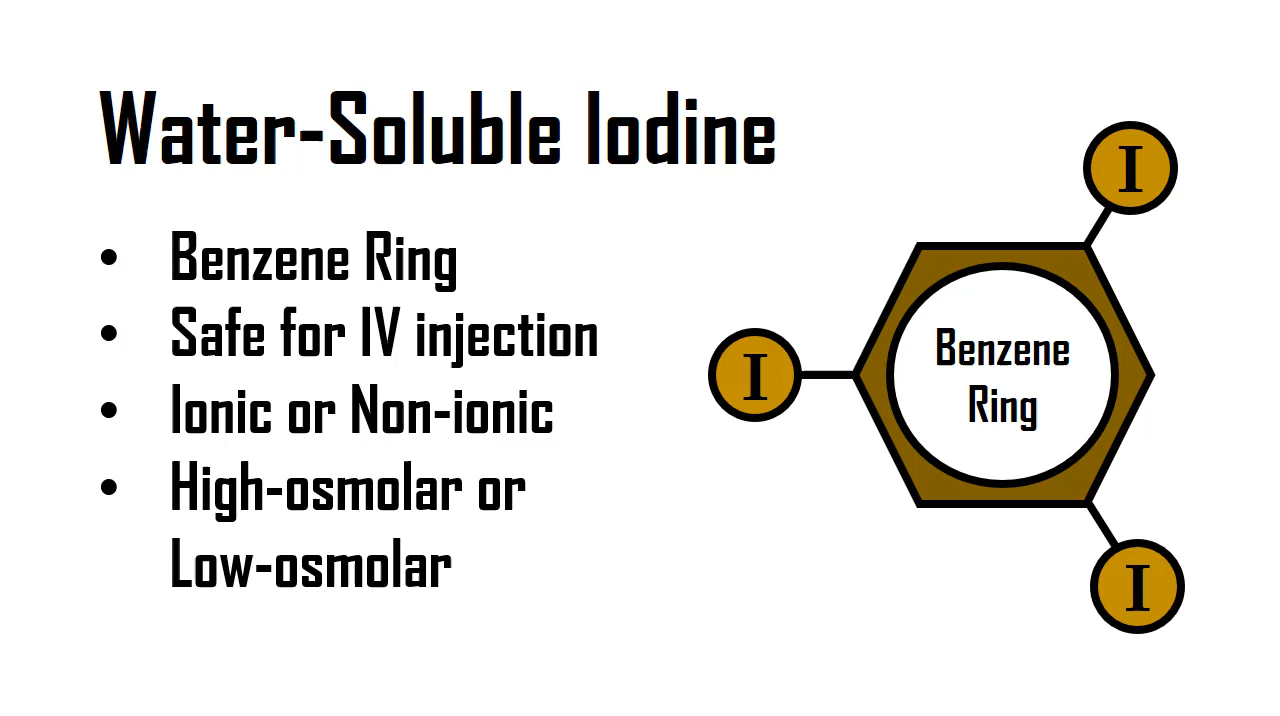 Water-Soluble Iodine
• Benzene Ring
• Safe for IV injection
• Ionic or Non-ionic
• High-osmolar or
Low-osmolar
I
I
Benzene
Ring
I